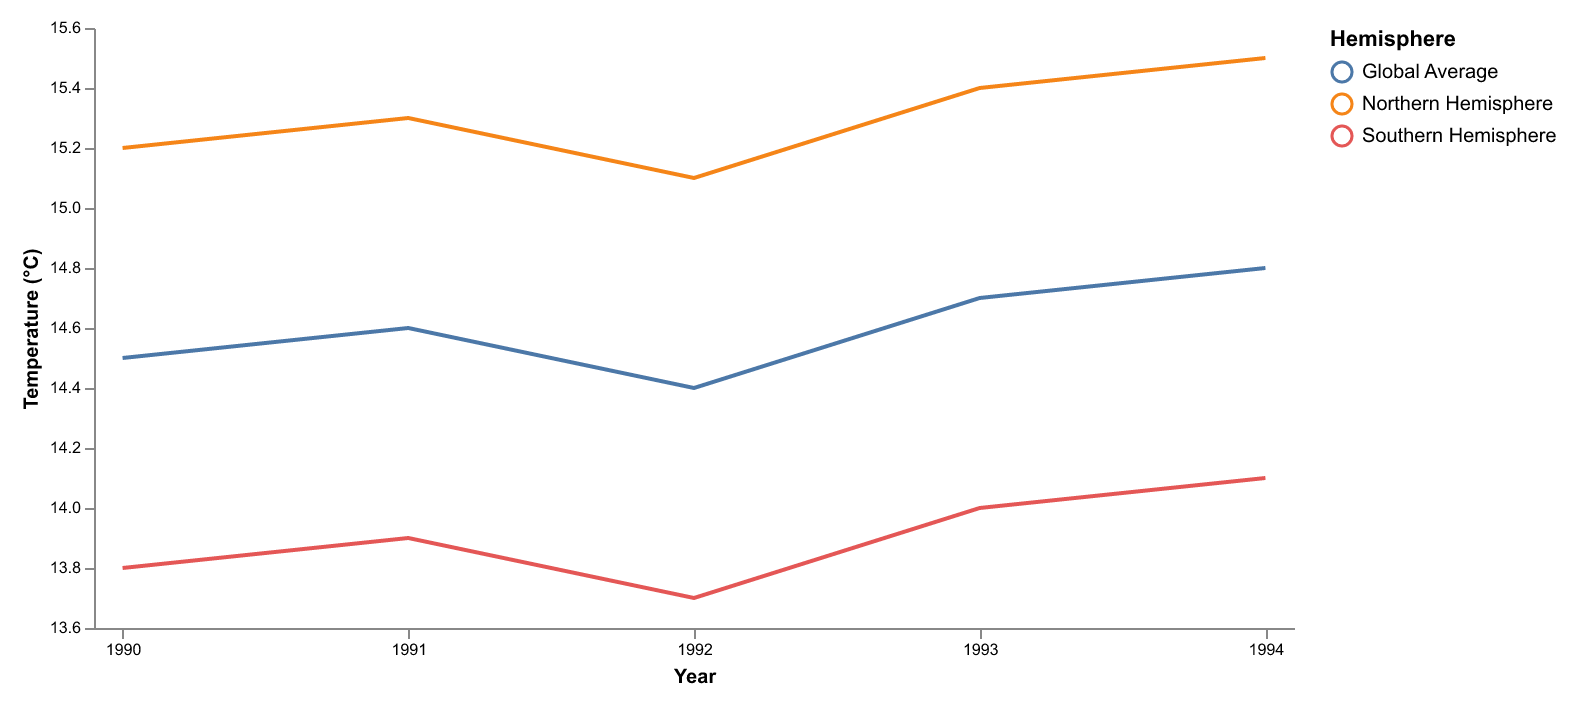 15.6
15.4
15.2
15.0
14.8
14.6
14.4
14.2
14.0
13.8
13.6
Temperature (°C)
1990 1991 1992 1993 1994
Year
Hemisphere
Global Average
Northern Hemisphere
Southern Hemisphere